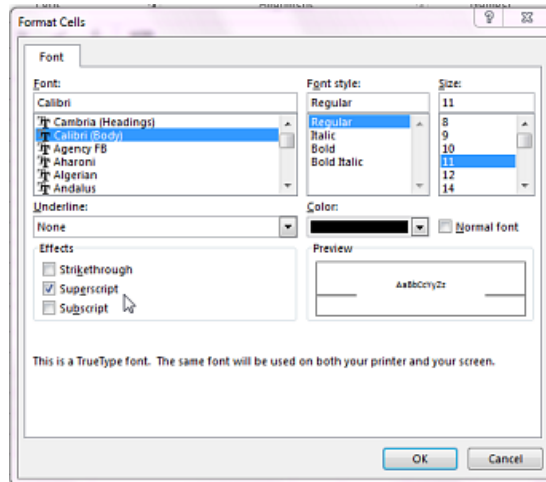 Format Cells
Font
Font: Font style: Size:
Calibri Regular 11
Cambria (Headings) Regular 8
Calibri (Body) Italic 9
Agency FB Bold 10
Aharoni Bold Italic 11
Algerian 12
Andalus 14
Underline: Color:
None Normal font
Effects Preview
Strikethrough
Superscript AaBbCcYyZz
Subscript
This is a TrueType font. The same font will be used on both your printer and your screen.
OK Cancel